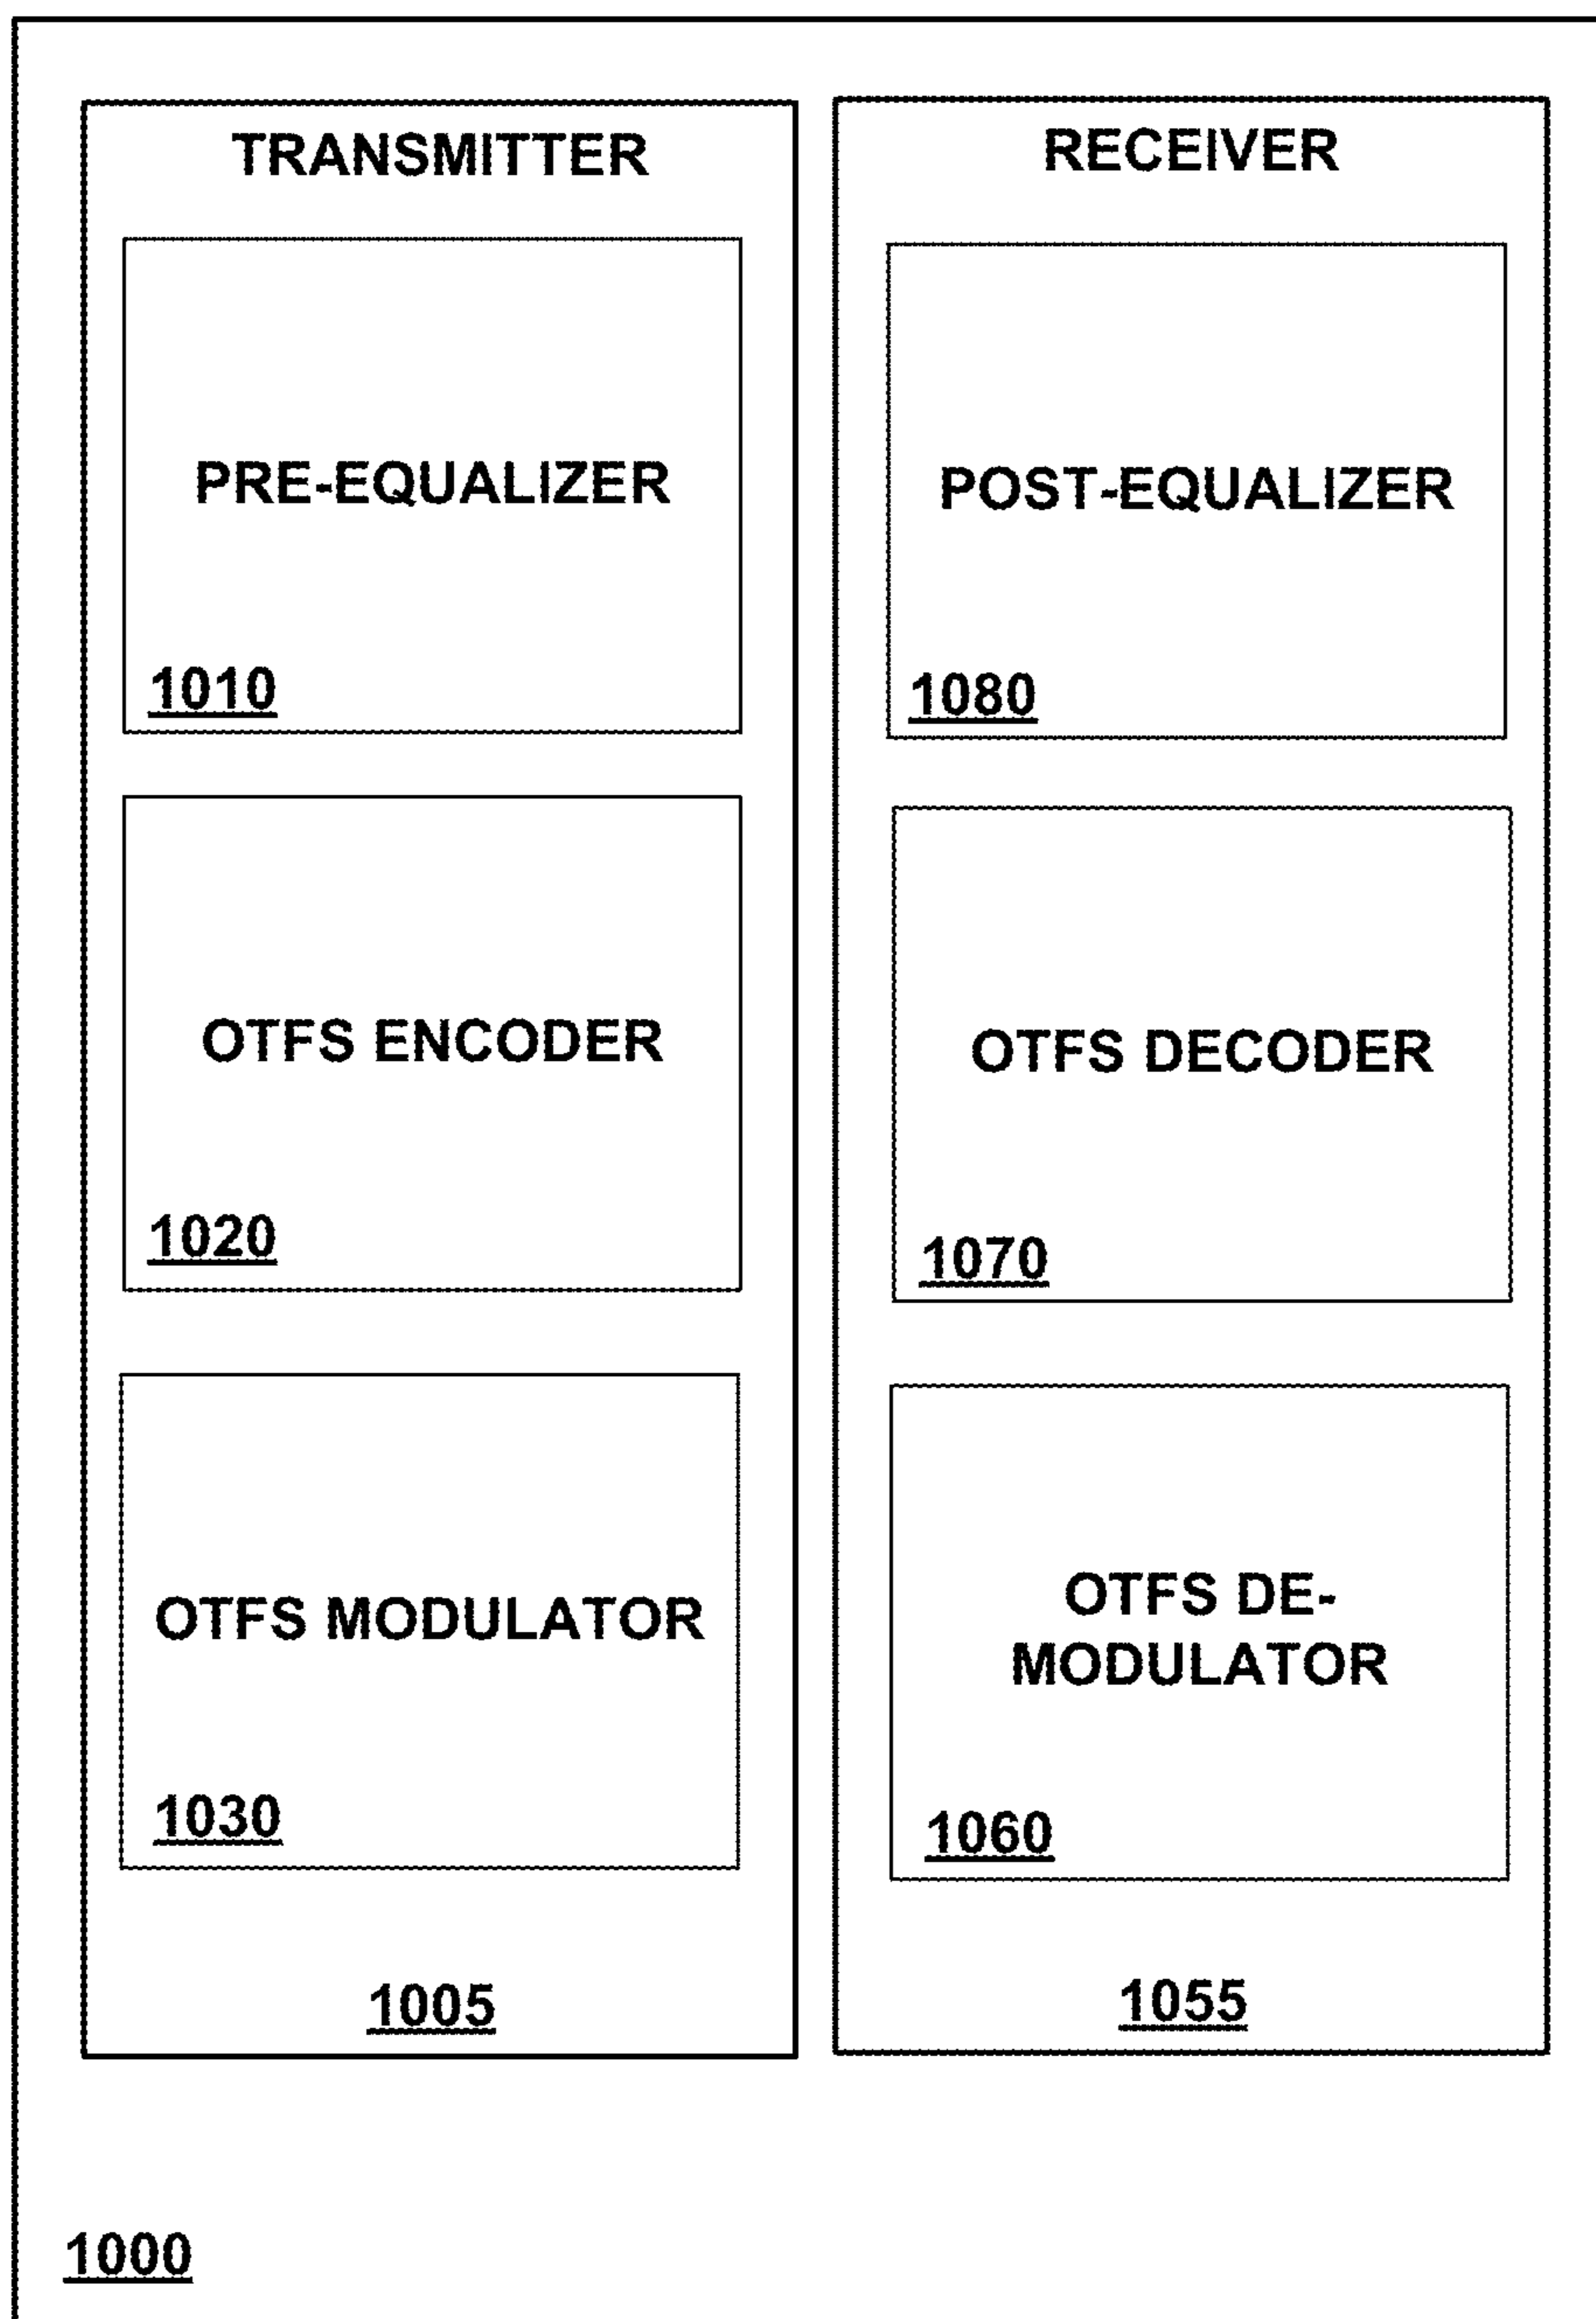 TRANSMITTER
PRE-EQUALIZER
1010
OTFS ENCODER
1020
OTFS MODULATOR
1030
1005
RECEIVER
POST-EQUALIZER
1080
OTFS DECODER
1070
OTFS DE-
MODULATOR
1060
1055
1000